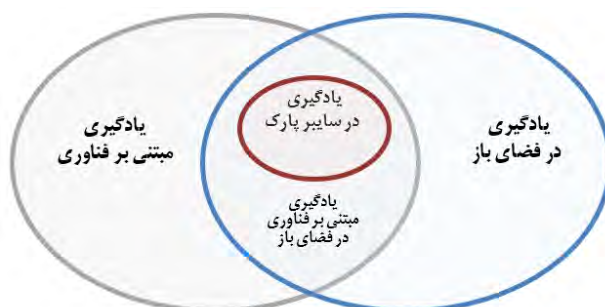 یادگیری
در فضای باز
یادگیری
در سایبر پارک
یادگیری
مبتنی بر فناوری
در فضای باز
یادگیری
مبتنی بر فناوری